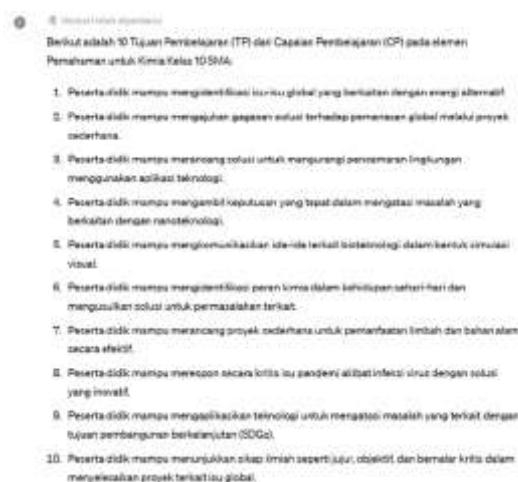 Berikut adalah 10 Tujuan Pembelajaran (TP) dari Capaian Pembelajaran (CP) pada elemen
Pemahaman untuk Kimia Kelas 10 SMA:
1. Peserta didik mampu mengidentifikasi isu-isu global yang berkaitan dengan energi alternatif.
2. Peserta didik mampu mengajukan gagasan solusi terhadap pemanasan global melalui proyek
sederhana.
3. Peserta didik mampu merancang solusi untuk mengurangi pencemaran lingkungan
menggunakan aplikasi teknologi.
4. Peserta didik mampu mengambil keputusan yang tepat dalam mengatasi masalah yang
berkaitan dengan nanoteknologi.
5. Peserta didik mampu mengkomunikasikan ide-ide terkait bioteknologi dalam bentuk simulasi
visual.
6. Peserta didik mampu mengidentifikasi peran kimia dalam kehidupan sehari-hari dan
mengusulkan solusi untuk permasalahan terkait.
7. Peserta didik mampu merancang proyek sederhana untuk pemanfaatan limbah dan bahan alam
secara efektif.
8. Peserta didik mampu merespon secara kritis isu pandemi akibat infeksi virus dengan solusi
yang inovatif.
9. Peserta didik mampu mengaplikasikan teknologi untuk mengatasi masalah yang terkait dengan
tujuan pembangunan berkelanjutan (SDGs).
10. Peserta didik mampu menunjukkan sikap ilmiah seperti jujur, objektif, dan bernalar kritis dalam
menyelesaikan proyek terkait isu global.